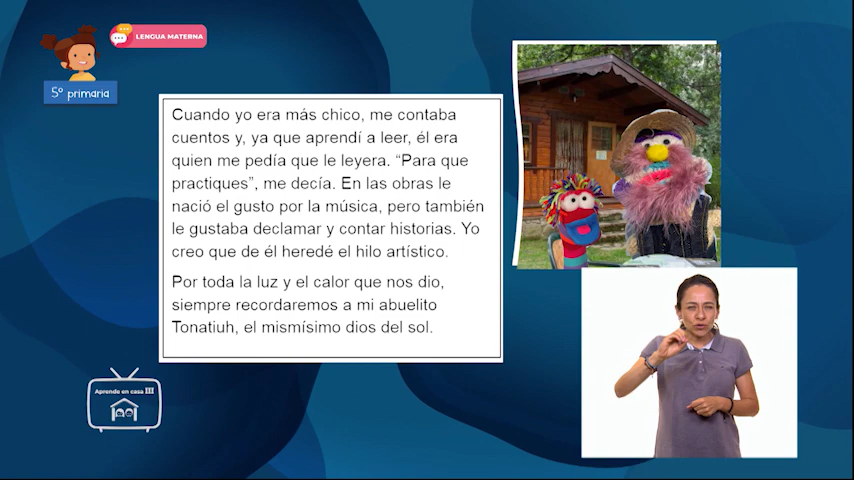 LENGUA MATERNA
5º primaria
Cuando yo era más chico, me contaba
cuentos y, ya que aprendí a leer, él era
quien me pedía que le leyera. “Para que
practiques”, me decía. En las obras le
nació el gusto por la música, pero también
le gustaba declamar y contar historias. Yo
creo que de él heredé el hilo artístico.
Por toda la luz y el calor que nos dio,
siempre recordaremos a mi abuelito
Tonatiuh, el mismísimo dios del sol.
Aprende en casa III